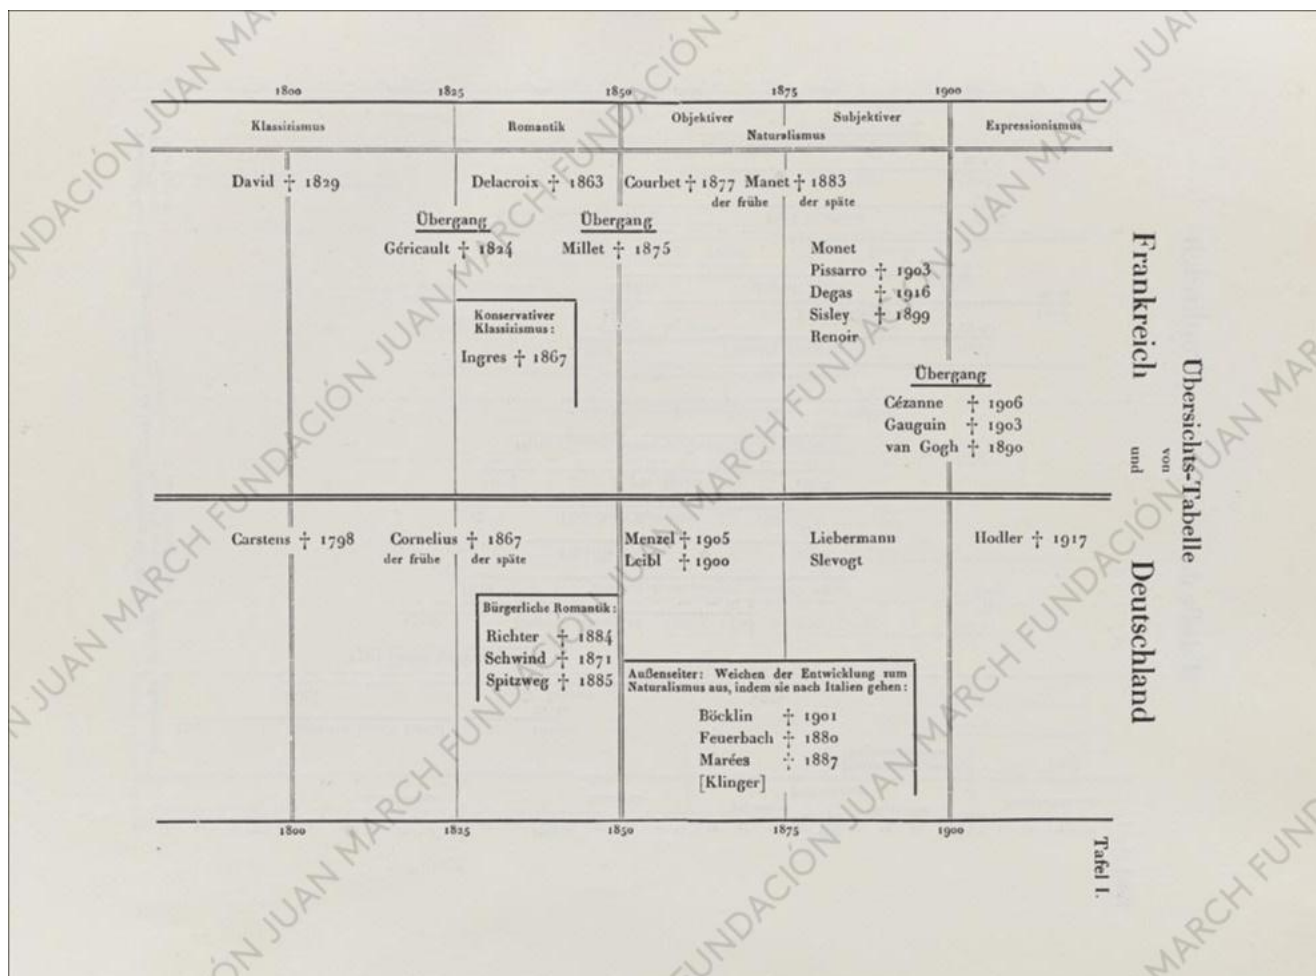 1800 1825 1850 1875 1900
Klassizismus Romantik Objektiver Subjektiver Expressionismus
Naturalismus
David † 1829 Delacroix † 1863 Courbet † 1877 Manet † 1883
der frühe der späte
Übergang Übergang
Géricault † 1824 Millet † 1875 Monet
Pissarro † 1903
Degas † 1916
Sisley † 1899
Renoir
Konservativer
Klassizismus:
Ingres † 1867
Übergang
Cézanne † 1906
Gauguin † 1903
van Gogh † 1890
Carstens † 1798 Cornelius † 1867 Menzel † 1905 Liebermann Hodler † 1917
der frühe der späte Leibl † 1900 Slevogt
Bürgerliche Romantik:
Richter † 1884
Schwind † 1871
Spitzweg † 1885
Außenseiter: Weichen der Entwicklung zum
Naturalismus aus, indem sie nach Italien gehen:
Böcklin † 1901
Feuerbach † 1880
Marées † 1887
[Klinger]
1800 1825 1850 1875 1900
Übersichts-Tabelle
von
Frankreich und Deutschland
Tafel I.
FUNDACIÓN JUAN MARCH